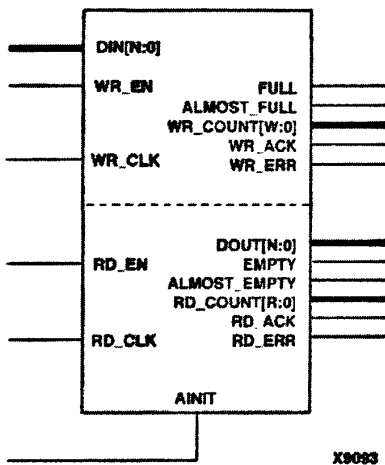 DIN[N:0]
WR_EN
FULL
ALMOST_FULL
WR_COUNT[W:0]
WR_ACK
WR_CLK
WR_ERR
DOUT[N:0]
RD_EN
EMPTY
ALMOST_EMPTY
RD_COUNT[R:0]
RD_ACK
RD_CLK
RD_ERR
AINIT
X9093